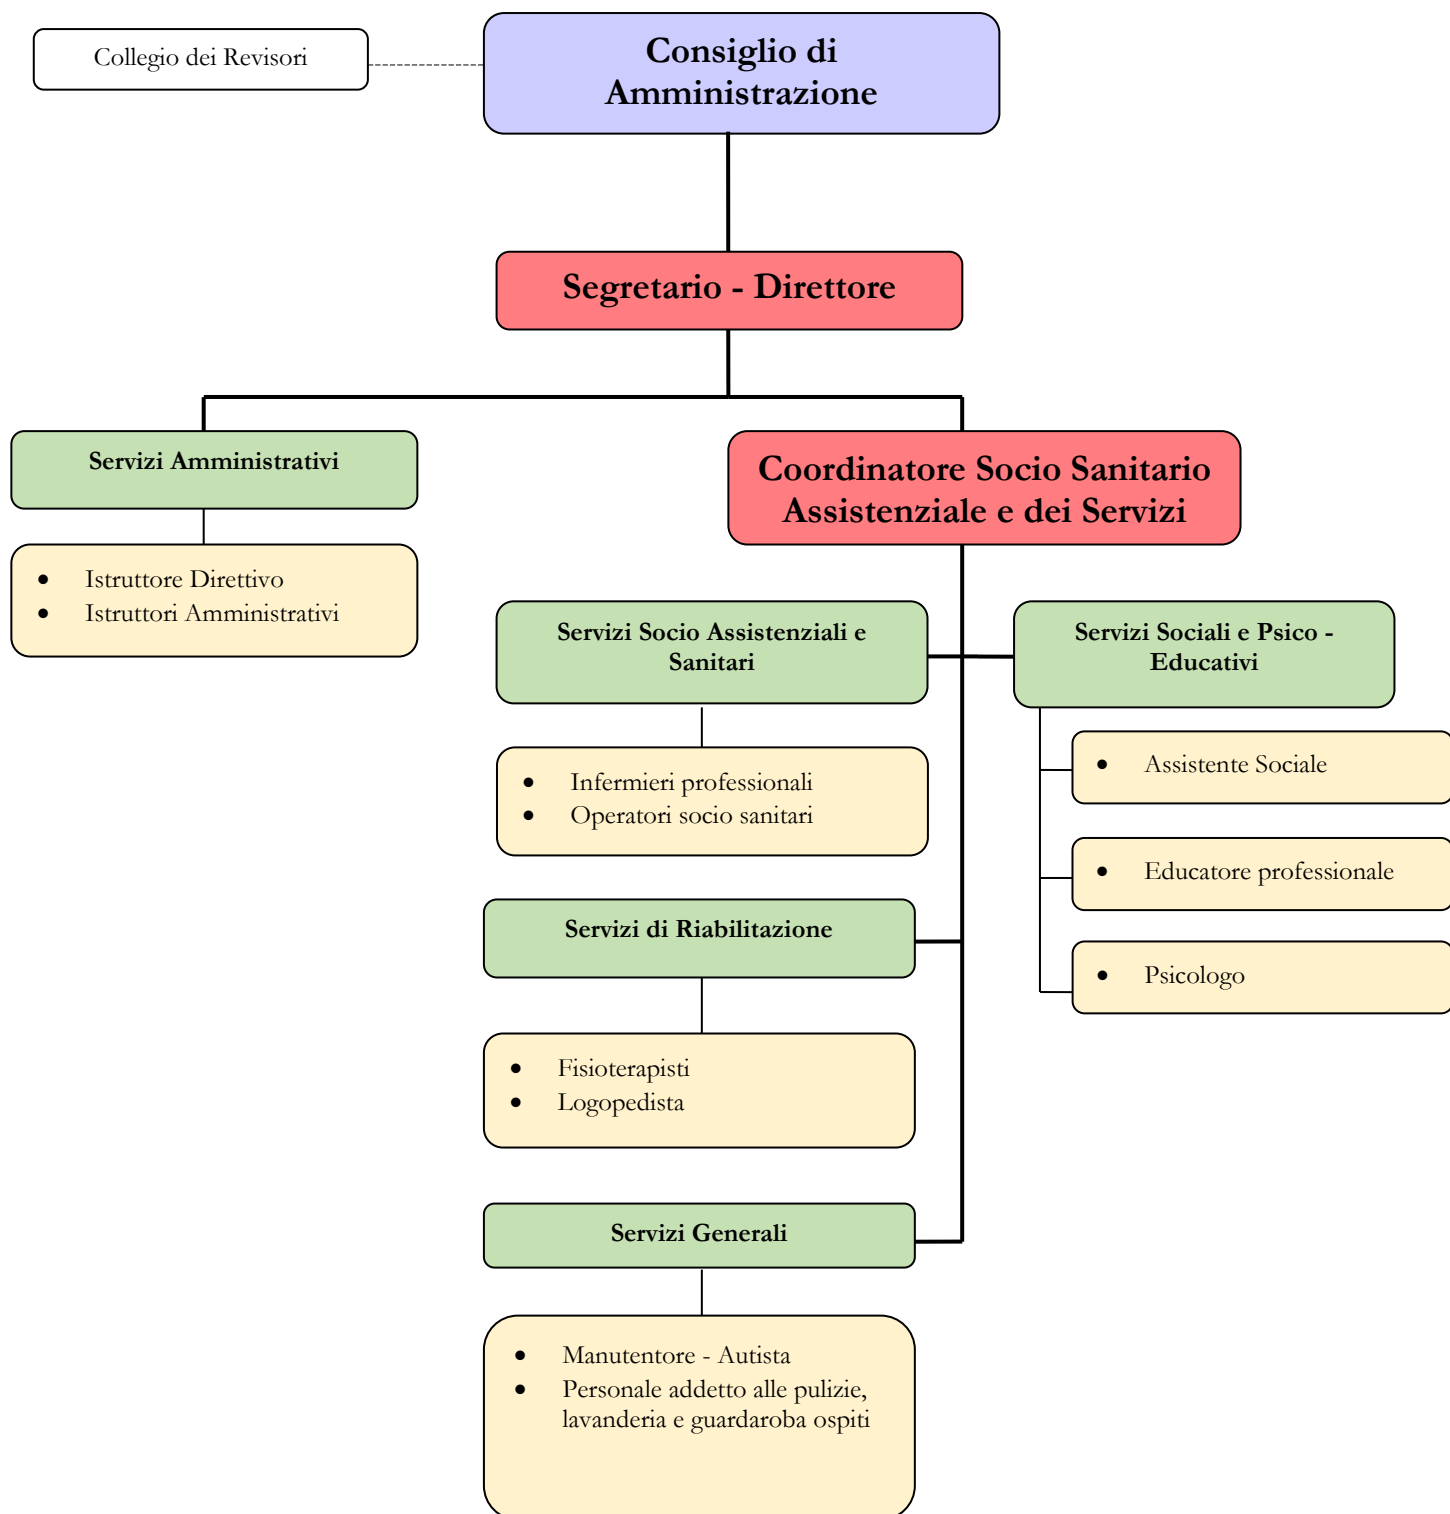 Collegio dei Revisori
Consiglio di
Amministrazione
Segretario - Direttore
Servizi Amministrativi
• Istruttore Direttivo
• Istruttori Amministrativi
Coordinatore Socio Sanitario
Assistenziale e dei Servizi
Servizi Socio Assistenziali e
Sanitari
• Infermieri professionali
• Operatori socio sanitari
Servizi Sociali e Psico -
Educativi
• Assistente Sociale
• Educatore professionale
• Psicologo
Servizi di Riabilitazione
• Fisioterapisti
• Logopedista
Servizi Generali
• Manutentore - Autista
• Personale addetto alle pulizie,
lavanderia e guardaroba ospiti